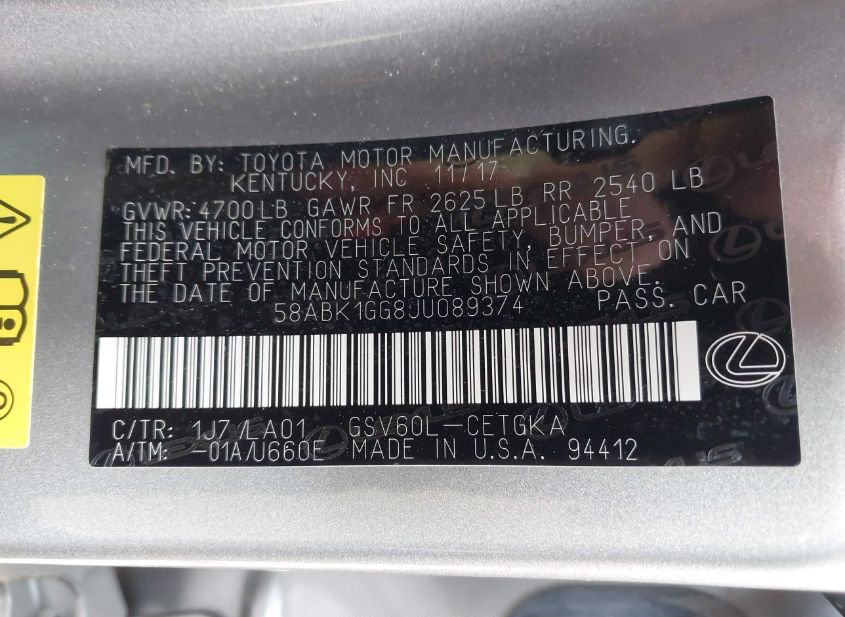 MFD. BY: TOYOTA MOTOR MANUFACTURING.
KENTUCKY, INC 11/17
GVWR: 4700 LB GAWR FR 2625 LB RR 2540 LB
THIS VEHICLE CONFORMS TO ALL APPLICABLE
FEDERAL MOTOR VEHICLE SAFETY, BUMPER, AND
THEFT PREVENTION STANDARDS IN EFFECT ON
THE DATE OF MANUFACTURE SHOWN ABOVE.
58ABK1GG8JU089374 PASS. CAR
C/TR: 1J7 /LA01 GSV60L-CETGKA
A/TM: -01A/U660E MADE IN U.S.A. 94412